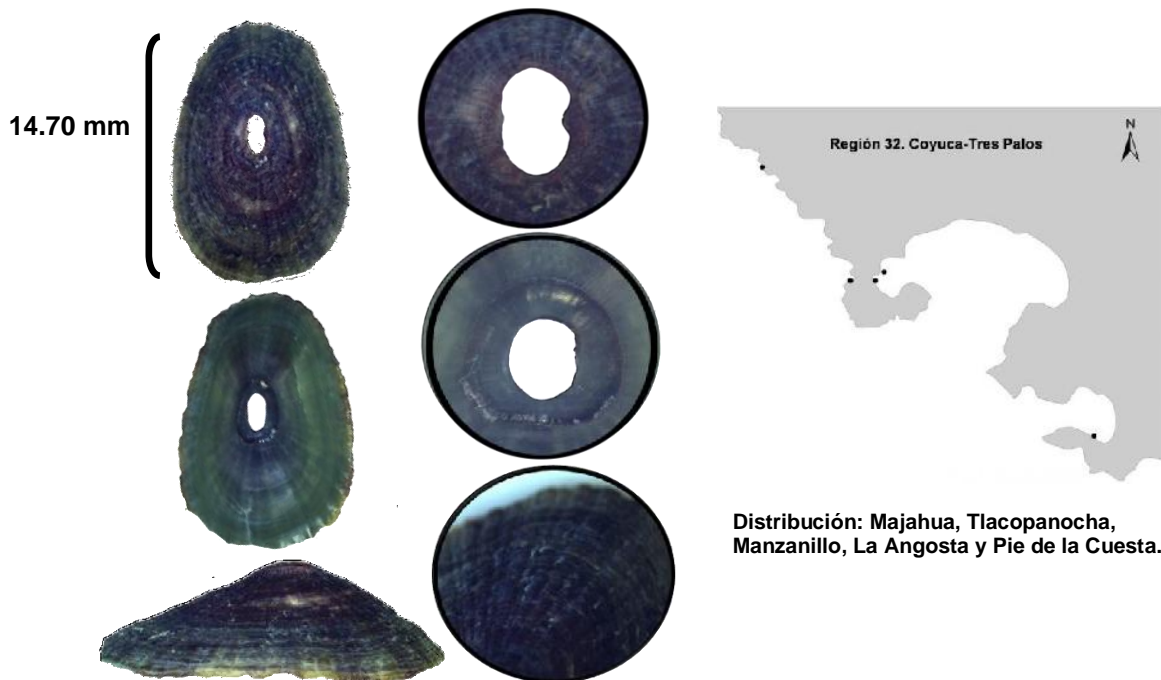 14.70 mm
Región 32. Coyuca-Tres Palos
N
Distribución: Majahua, Tlacopanocha,
Manzanillo, La Angosta y Pie de la Cuesta.